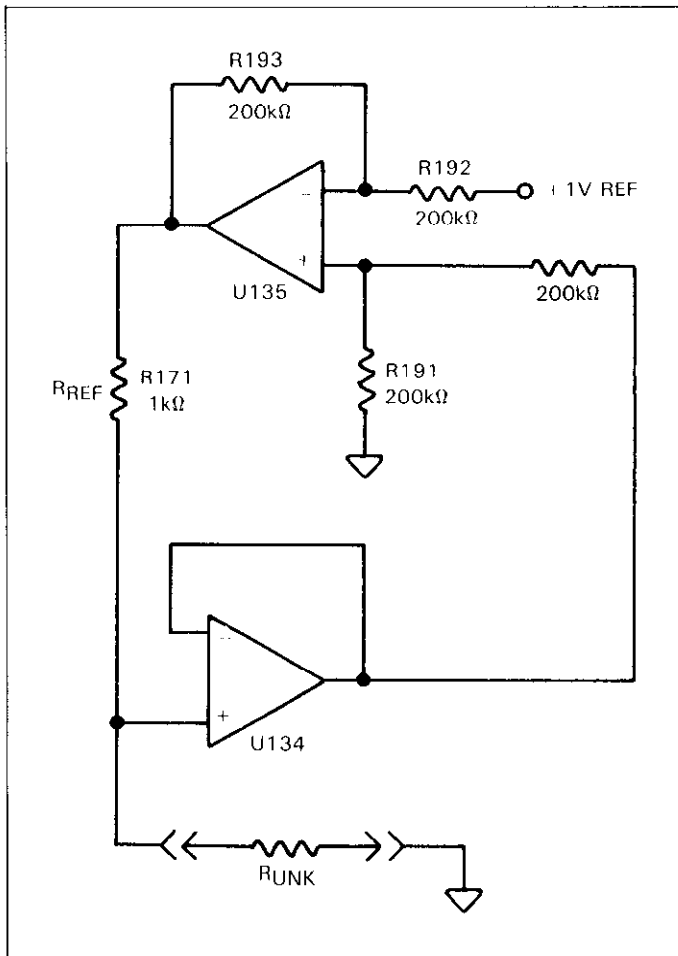 R193
200kΩ
R192
200kΩ
+ 1V REF
−
+
U135
200kΩ
RREF
R171
1kΩ
R191
200kΩ
−
+
U134
RUNK